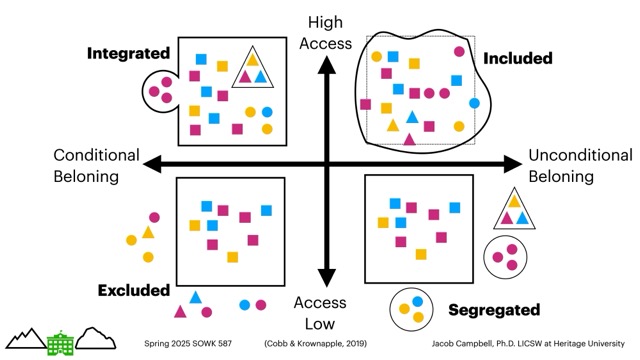 High
Access
Integrated
Included
Conditional
Beloning
Unconditional
Beloning
Excluded
Access
Low
Segregated
Spring 2025 SOWK 587
(Cobb & Krownapple, 2019)
Jacob Campbell, Ph.D. LICSW at Heritage University